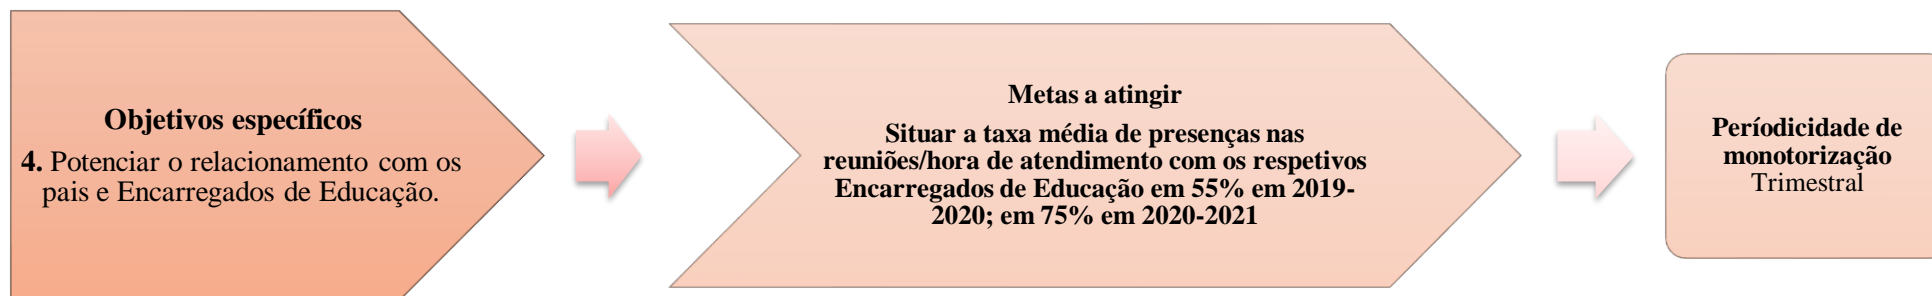 Objetivos específicos
4. Potenciar o relacionamento com os
pais e Encarregados de Educação.
Metas a atingir
Situar a taxa média de presenças nas
reuniões/hora de atendimento com os respetivos
Encarregados de Educação em 55% em 2019-
2020; em 75% em 2020-2021
Períodicidade de
monotorização
Trimestral